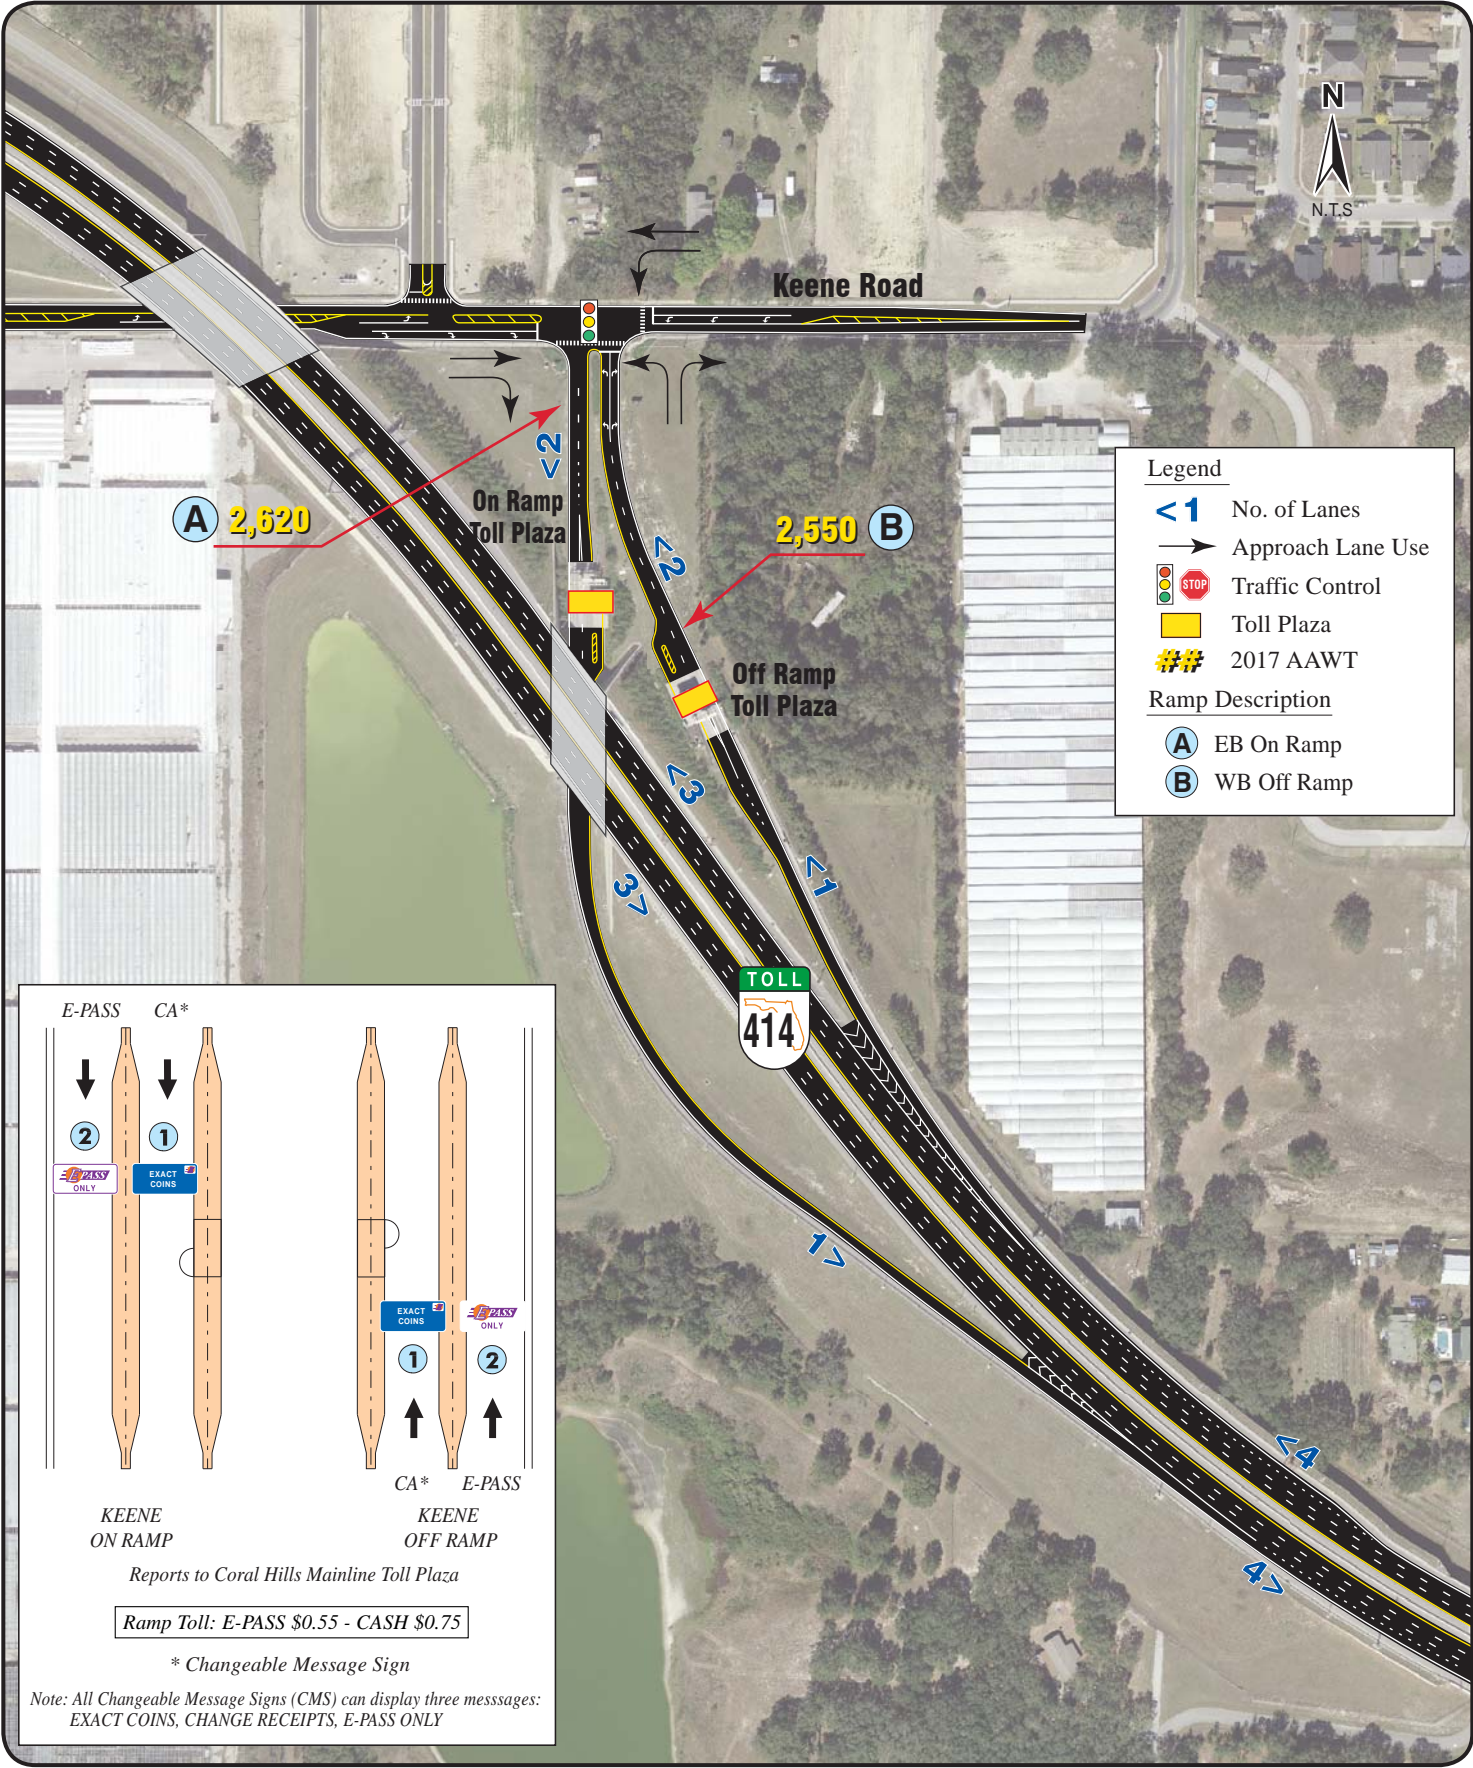 N
N.T.S
Keene Road
<2
On Ramp
Toll Plaza
A 2,620
2,550 B
<2
Off Ramp
Toll Plaza
<3
<1
3>
TOLL
414
1>
<4
4>
Legend
<1 No. of Lanes
Approach Lane Use
STOP Traffic Control
Toll Plaza
## 2017 AAWT
Ramp Description
A EB On Ramp
B WB Off Ramp
E-PASS CA*
2 1
E-PASS
ONLY
EXACT
COINS
EXACT
COINS
E-PASS
ONLY
1 2
CA* E-PASS
KEENE
ON RAMP
KEENE
OFF RAMP
Reports to Coral Hills Mainline Toll Plaza
Ramp Toll: E-PASS $0.55 - CASH $0.75
* Changeable Message Sign
Note: All Changeable Message Signs (CMS) can display three messsages:
EXACT COINS, CHANGE RECEIPTS, E-PASS ONLY